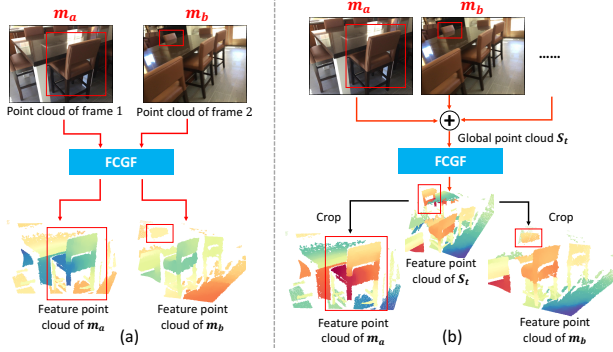 m_a
m_b
Point cloud of frame 1
Point cloud of frame 2
FCGF
Feature point
cloud of m_a
Feature point
cloud of m_b
(a)
m_a
m_b
......
+
Global point cloud S_t
FCGF
Crop
Crop
Feature point
cloud of S_t
Feature point
cloud of m_a
Feature point
cloud of m_b
(b)